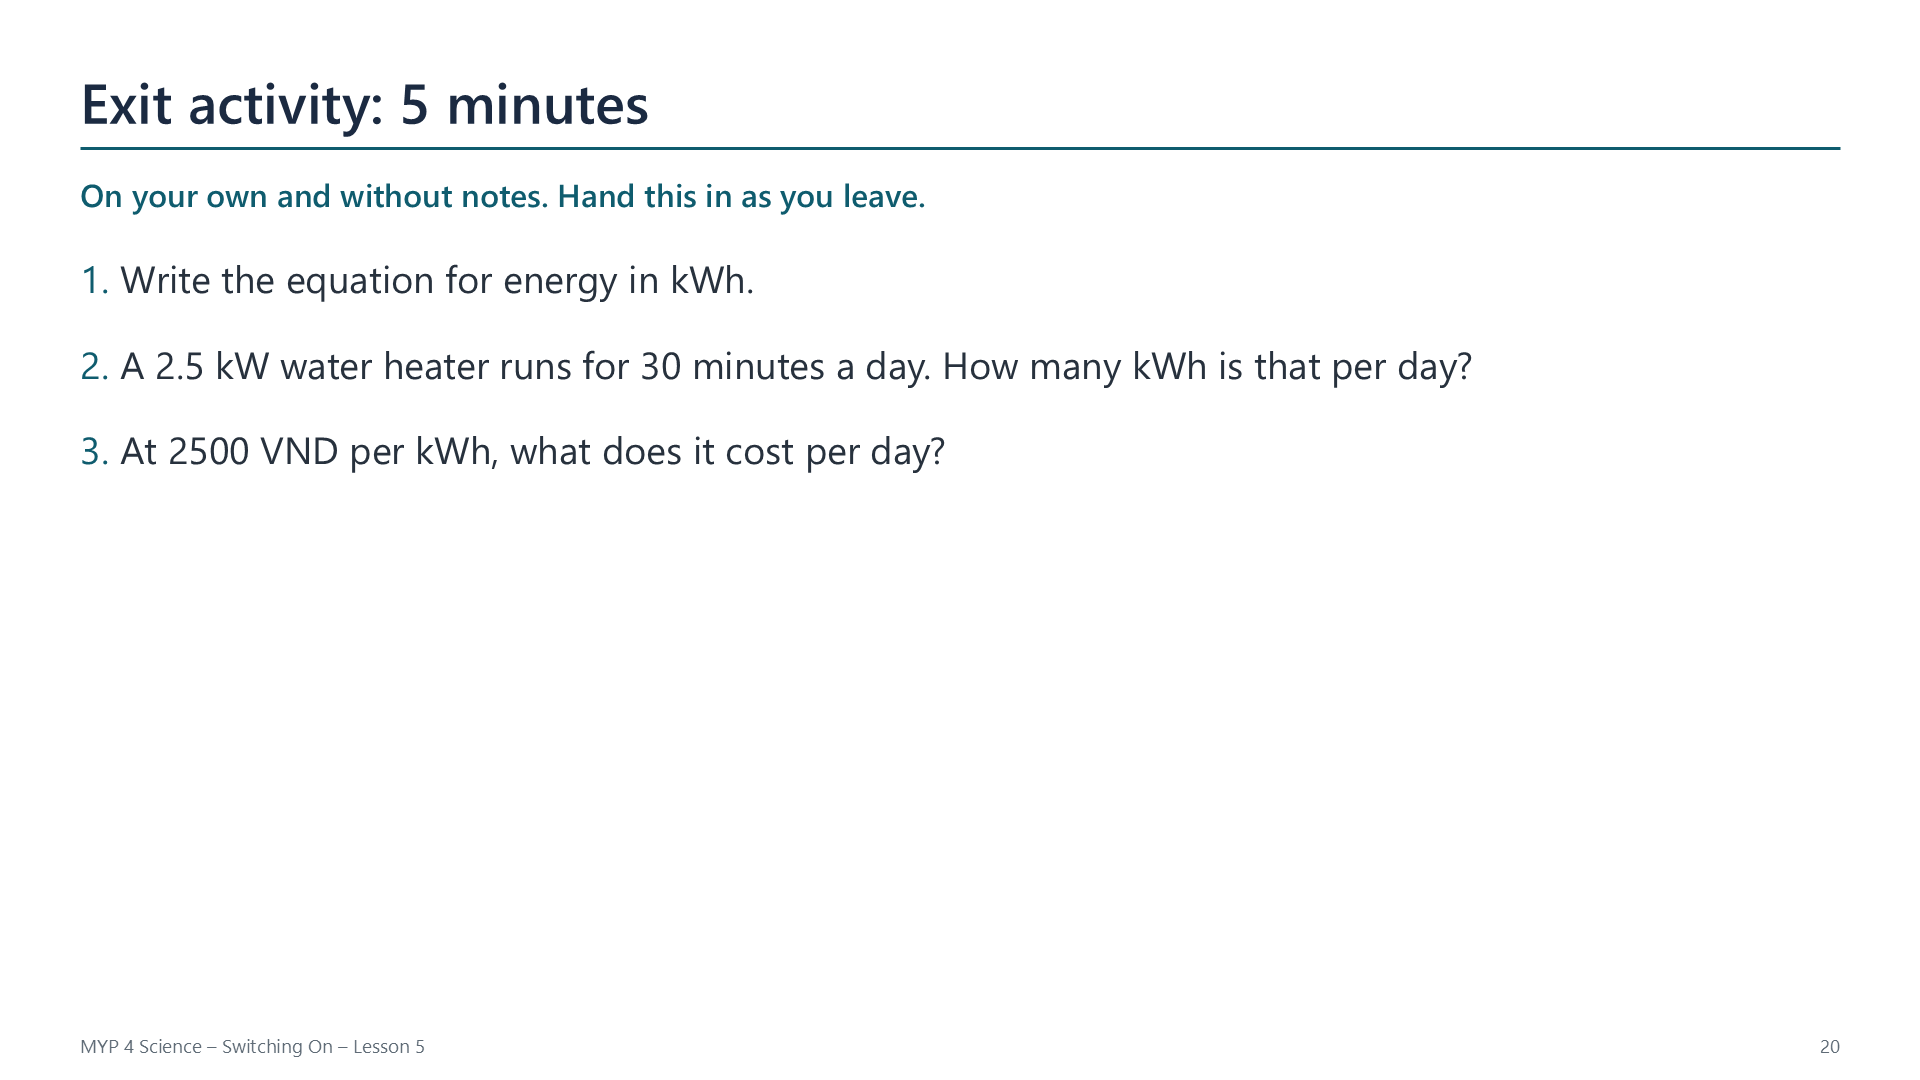 Exit activity: 5 minutes
On your own and without notes. Hand this in as you leave.
1. Write the equation for energy in kWh.
2. A 2.5 kW water heater runs for 30 minutes a day. How many kWh is that per day?
3. At 2500 VND per kWh, what does it cost per day?
MYP 4 Science – Switching On – Lesson 5
20